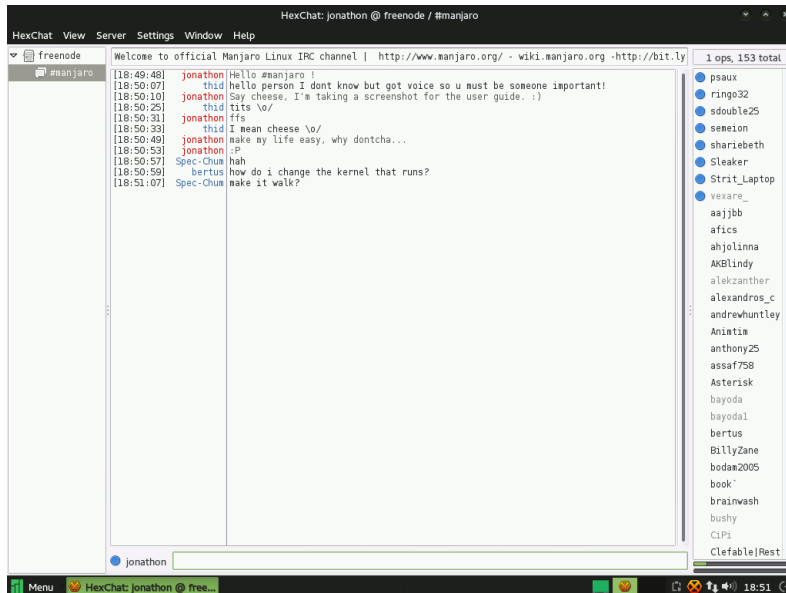 HexChat: jonathon @ freenode / #manjaro
HexChat View Server Settings Window Help
freenode
#manjaro
Welcome to official Manjaro Linux IRC channel | http://www.manjaro.org/ - wiki.manjaro.org -http://bit.ly
1 ops, 153 total
[18:49:48] jonathon Hello #manjaro !
[18:50:07] thid hello person I dont know but got voice so u must be someone important!
[18:50:10] jonathon Say cheese, I'm taking a screenshot for the user guide. :)
[18:50:25] thid tits \o/
[18:50:31] jonathon ffs
[18:50:33] thid I mean cheese \o/
[18:50:49] jonathon make my life easy, why dontcha...
[18:50:53] jonathon :P
[18:50:57] Spec-Chum hah
[18:50:59] bertus how do i change the kernel that runs?
[18:51:07] Spec-Chum make it walk?
psaux
ringo32
sdouble25
semeion
shariebeth
Sleaker
Strit_Laptop
vexare_
aajjbb
afics
ahjolinna
AKBlindy
alekzanther
alexandros_c
andrewhuntley
Animtim
anthony25
assaf758
Asterisk
bayoda
bayoda1
bertus
BillyZane
bodam2005
book`
brainwash
bushy
CiPi
Clefable|Rest
jonathon
Menu HexChat: jonathon @ free... 18:51